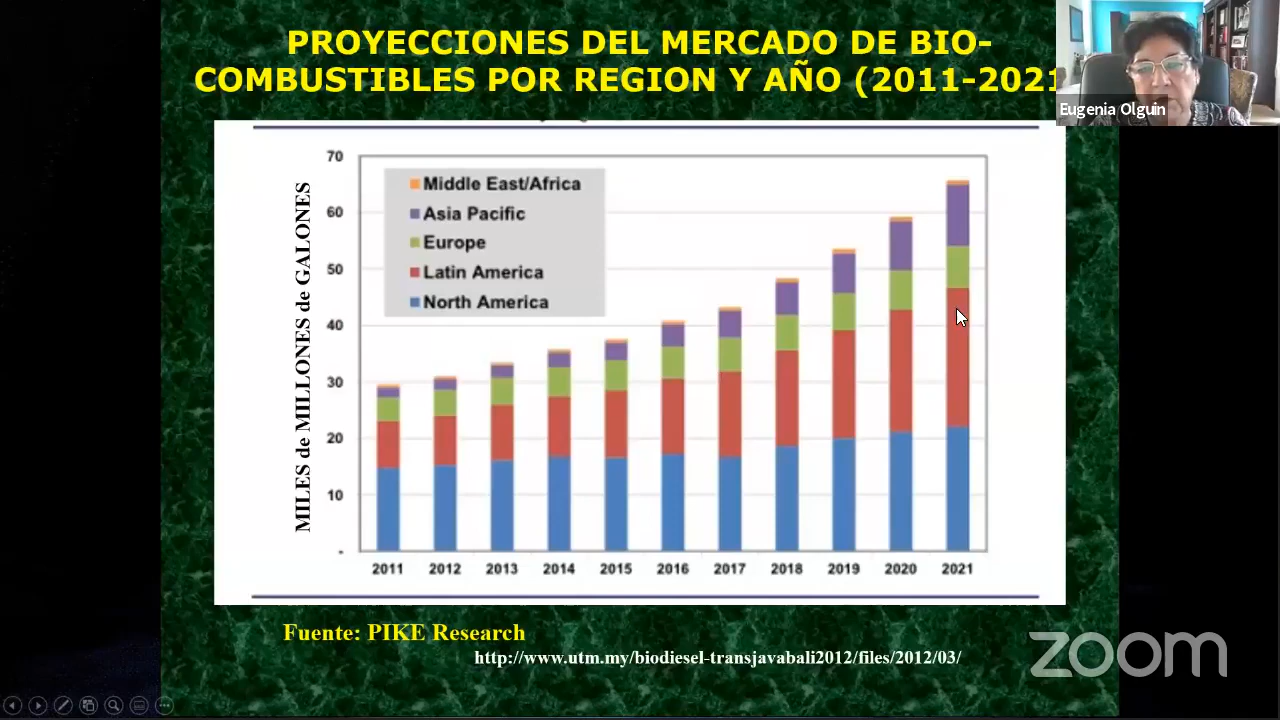 PROYECCIONES DEL MERCADO DE BIO-
COMBUSTIBLES POR REGION Y AÑO (2011-2021
Eugenia Olguin
MILES de MILLONES de GALONES
70
60
50
40
30
20
10
-
Middle East/Africa
Asia Pacific
Europe
Latin America
North America
2011 2012 2013 2014 2015 2016 2017 2018 2019 2020 2021
Fuente: PIKE Research
http://www.utm.my/biodiesel-transjavabali2012/files/2012/03/
zoom